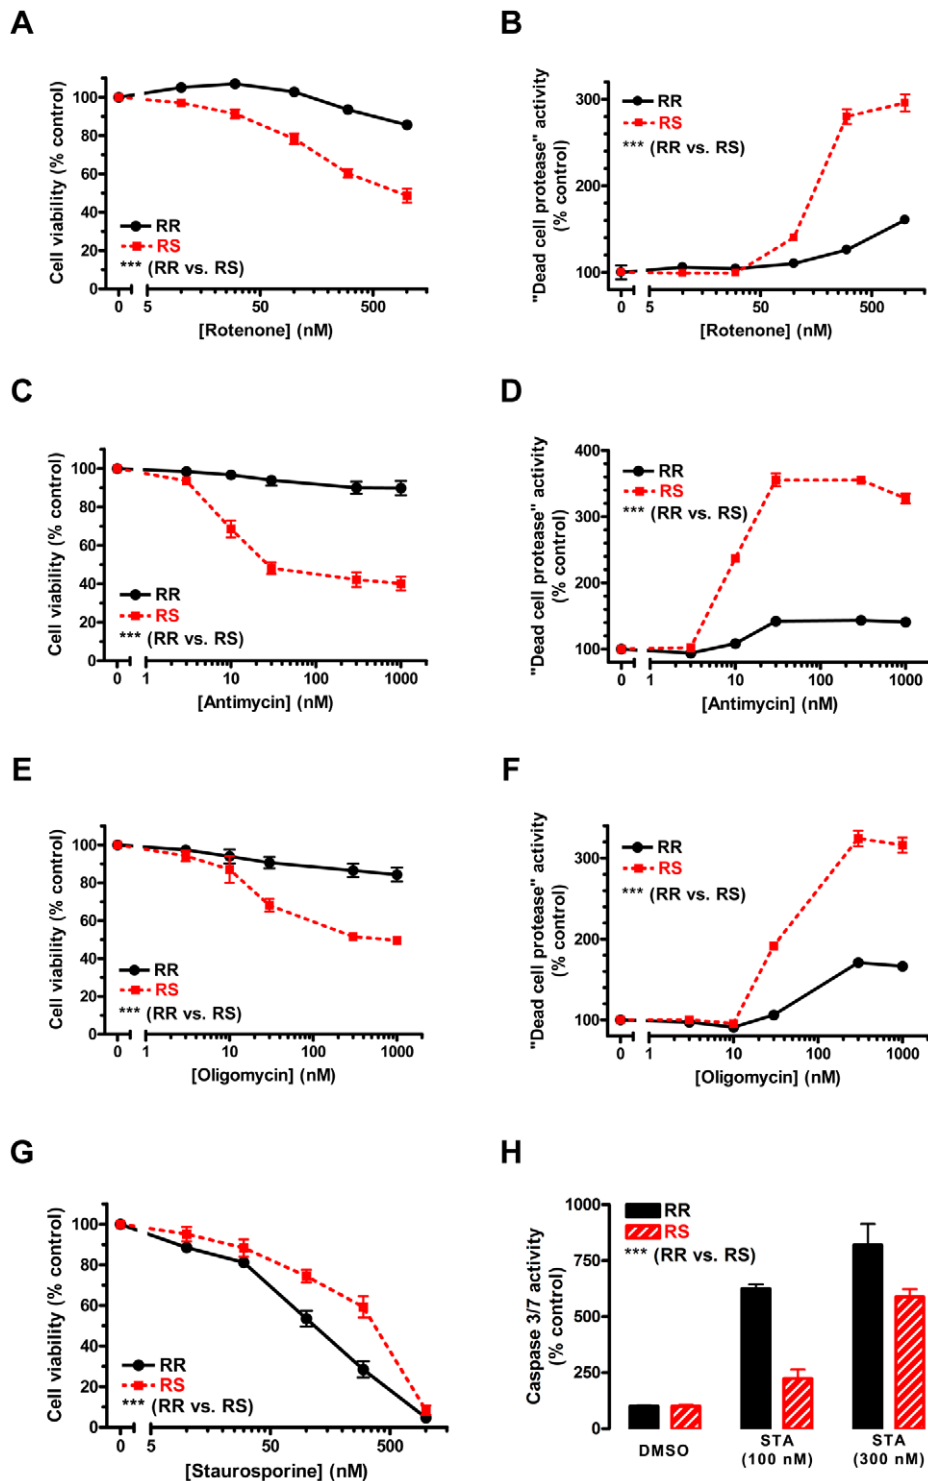 A
Cell viability (% control)
100
80
60
40
20
0
RR
RS
*** (RR vs. RS)
0 5 50 500
[Rotenone] (nM)
B
"Dead cell protease" activity
(% control)
300
200
100
RR
RS
*** (RR vs. RS)
0 5 50 500
[Rotenone] (nM)
C
Cell viability (% control)
100
80
60
40
20
0
RR
RS
*** (RR vs. RS)
0 1 10 100 1000
[Antimycin] (nM)
D
"Dead cell protease" activity
(% control)
400
300
200
100
RR
RS
*** (RR vs. RS)
0 1 10 100 1000
[Antimycin] (nM)
E
Cell viability (% control)
100
80
60
40
20
0
RR
RS
*** (RR vs. RS)
0 1 10 100 1000
[Oligomycin] (nM)
F
"Dead cell protease" activity
(% control)
300
200
100
RR
RS
*** (RR vs. RS)
0 1 10 100 1000
[Oligomycin] (nM)
G
Cell viability (% control)
100
80
60
40
20
0
RR
RS
*** (RR vs. RS)
0 5 50 500
[Staurosporine] (nM)
H
Caspase 3/7 activity
(% control)
1000
750
500
250
0
RR
RS
*** (RR vs. RS)
DMSO STA STA
(100 nM) (300 nM)